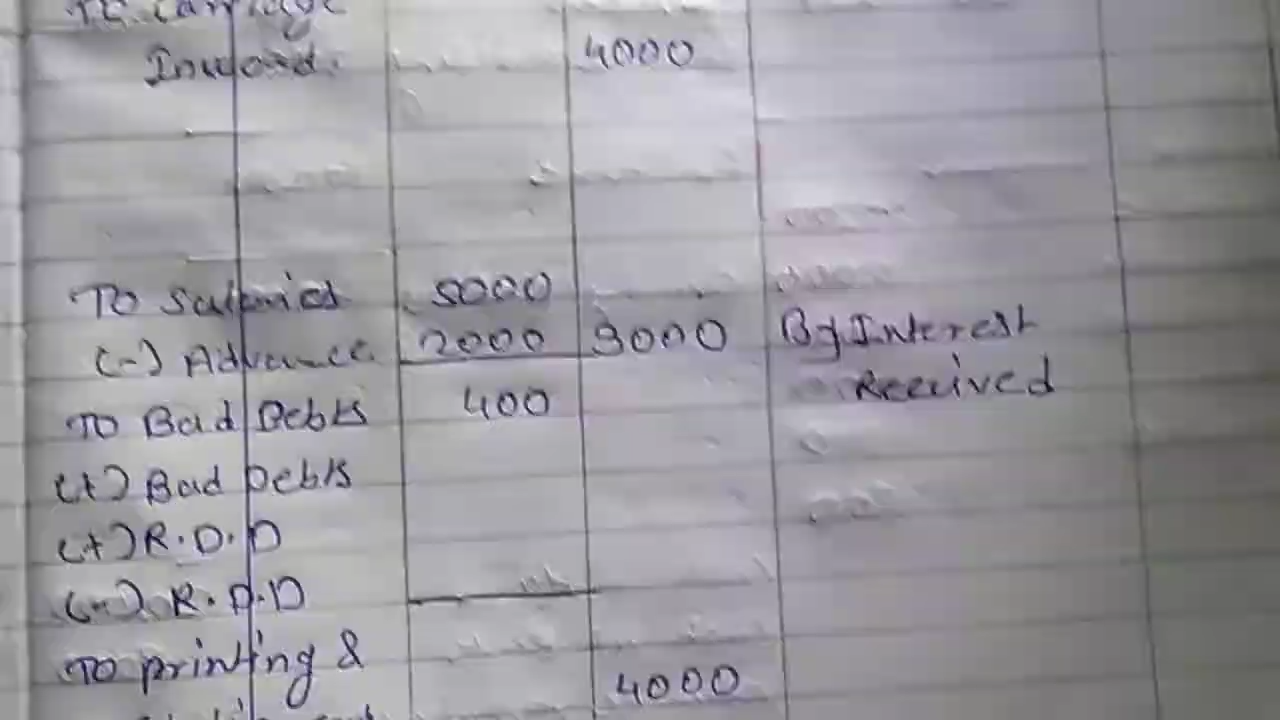 To Carriage
Inward. 4000
To Salaries 5000
(-) Advance 2000 3000 By Interest
Received
To Bad Debts 400
(+) Bad Debts
(+) R.D.D
(-) R.D.D
To printing &
4000